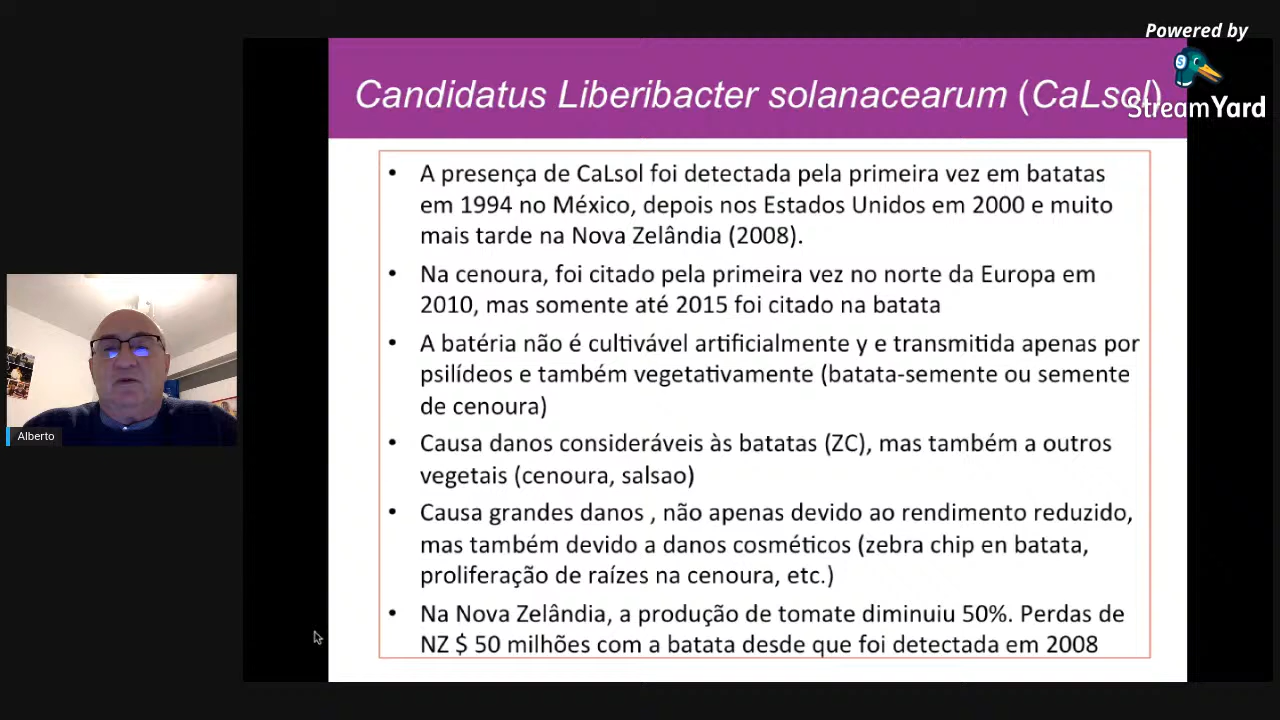 Powered by
StreamYard
Candidatus Liberibacter solanacearum (CaLsol)
• A presença de CaLsol foi detectada pela primeira vez em batatas
em 1994 no México, depois nos Estados Unidos em 2000 e muito
mais tarde na Nova Zelândia (2008).
• Na cenoura, foi citado pela primeira vez no norte da Europa em
2010, mas somente até 2015 foi citado na batata
• A batéria não é cultivável artificialmente y e transmitida apenas por
psilídeos e também vegetativamente (batata-semente ou semente
de cenoura)
• Causa danos consideráveis às batatas (ZC), mas também a outros
vegetais (cenoura, salsao)
• Causa grandes danos , não apenas devido ao rendimento reduzido,
mas também devido a danos cosméticos (zebra chip en batata,
proliferação de raízes na cenoura, etc.)
• Na Nova Zelândia, a produção de tomate diminuiu 50%. Perdas de
NZ $ 50 milhões com a batata desde que foi detectada em 2008
Alberto